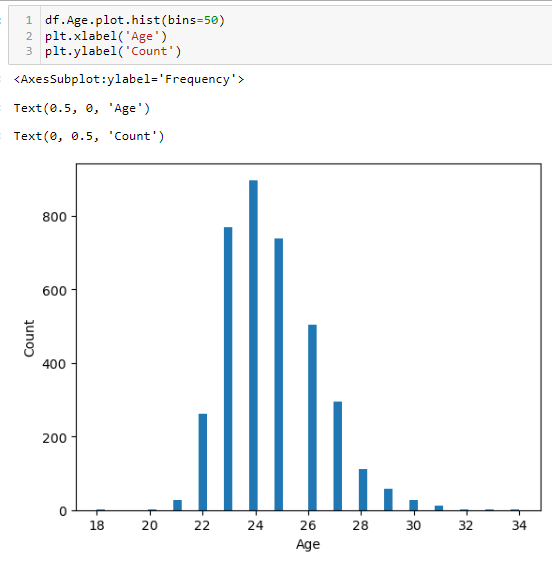 1 df.Age.plot.hist(bins=50)
2 plt.xlabel('Age')
3 plt.ylabel('Count')
<AxesSubplot:ylabel='Frequency'>
Text(0.5, 0, 'Age')
Text(0, 0.5, 'Count')
800
600
400
200
0
Count
18 20 22 24 26 28 30 32 34
Age